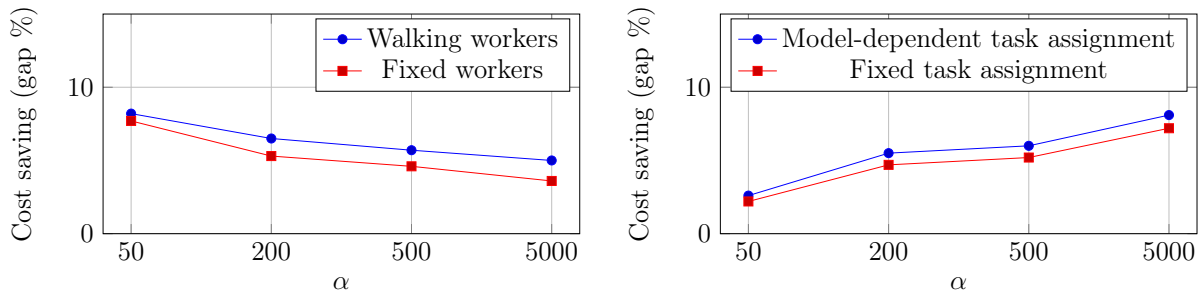 Cost saving (gap %)
10
0
Walking workers
Fixed workers
50 200 500 5000
α
Cost saving (gap %)
10
0
Model-dependent task assignment
Fixed task assignment
50 200 500 5000
α